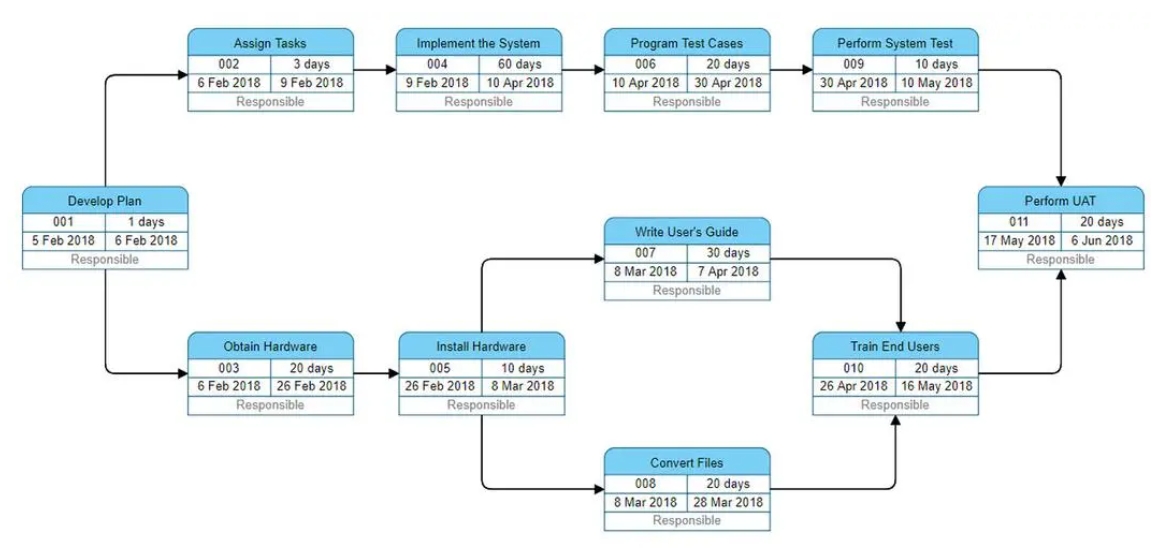 Assign Tasks
002 3 days
6 Feb 2018 9 Feb 2018
Responsible
Implement the System
004 60 days
9 Feb 2018 10 Apr 2018
Responsible
Program Test Cases
006 20 days
10 Apr 2018 30 Apr 2018
Responsible
Perform System Test
009 10 days
30 Apr 2018 10 May 2018
Responsible
Develop Plan
001 1 days
5 Feb 2018 6 Feb 2018
Responsible
Perform UAT
011 20 days
17 May 2018 6 Jun 2018
Responsible
Write User's Guide
007 30 days
8 Mar 2018 7 Apr 2018
Responsible
Obtain Hardware
003 20 days
6 Feb 2018 26 Feb 2018
Responsible
Install Hardware
005 10 days
26 Feb 2018 8 Mar 2018
Responsible
Train End Users
010 20 days
26 Apr 2018 16 May 2018
Responsible
Convert Files
008 20 days
8 Mar 2018 28 Mar 2018
Responsible